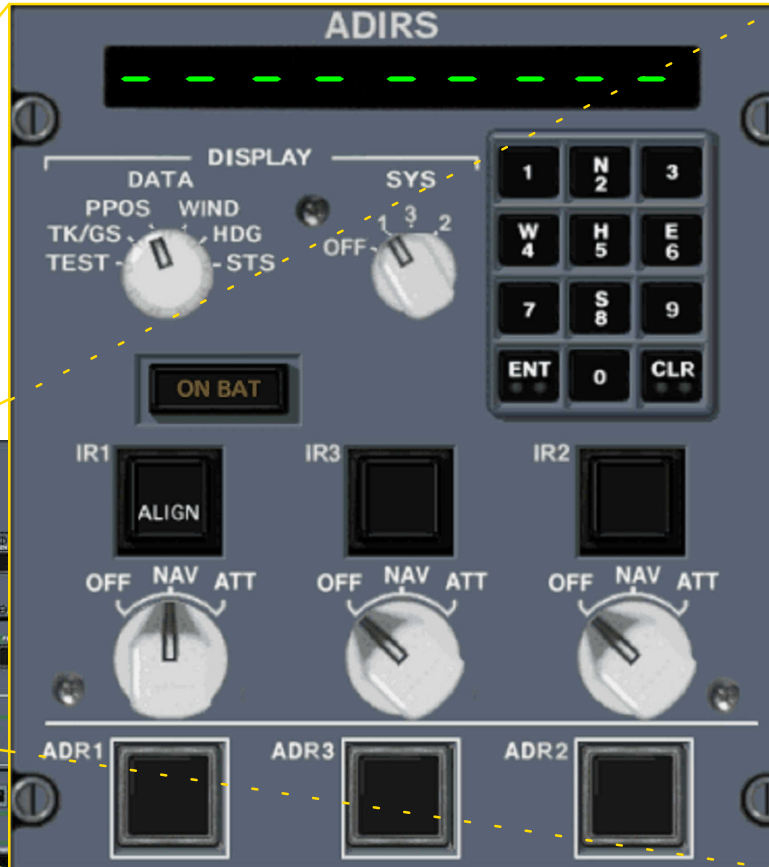 ADIRS
- - - - - - - - -
DISPLAY
DATA
SYS
PPOS WIND
TK/GS HDG
TEST STS
1 3 2
OFF
1 N 3
2
W H E
4 5 6
7 S 9
8
ENT 0 CLR
ON BAT
IR1 IR3 IR2
ALIGN
OFF NAV ATT OFF NAV ATT OFF NAV ATT
ADR1 ADR3 ADR2